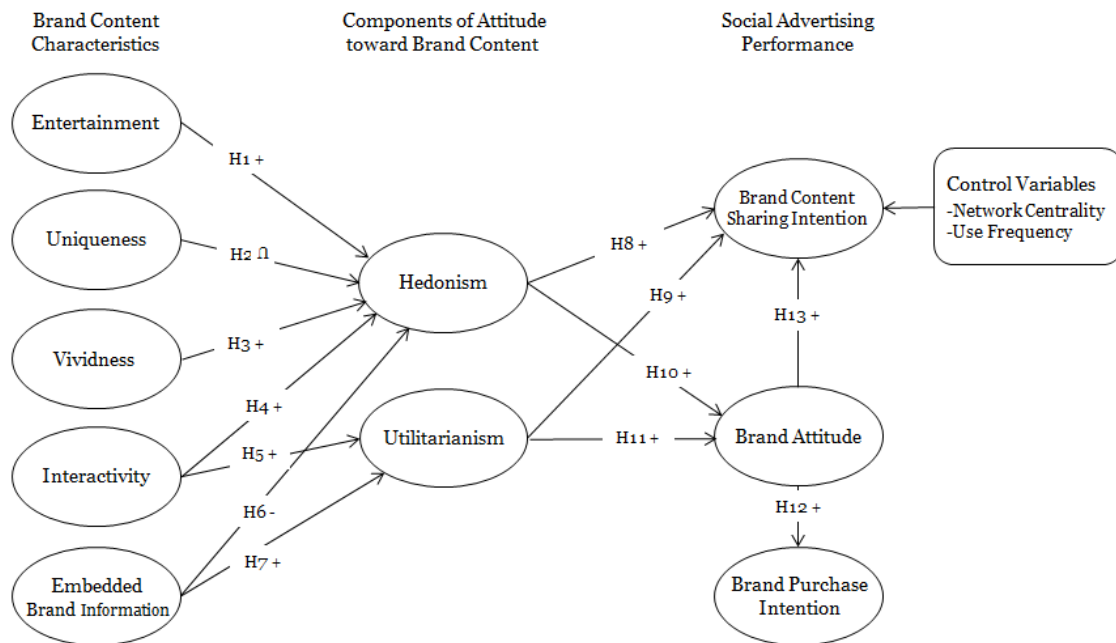 Brand Content
Characteristics
Components of Attitude
toward Brand Content
Social Advertising
Performance
Entertainment
H1 +
Uniqueness
H2 Ω
Vividness
H3 +
Interactivity
H4 +
H5 +
Embedded
Brand Information
H6 -
H7 +
Hedonism
Utilitarianism
H8 +
H9 +
H10 +
H11 +
Brand Content
Sharing Intention
Control Variables
-Network Centrality
-Use Frequency
H13 +
Brand Attitude
H12 +
Brand Purchase
Intention